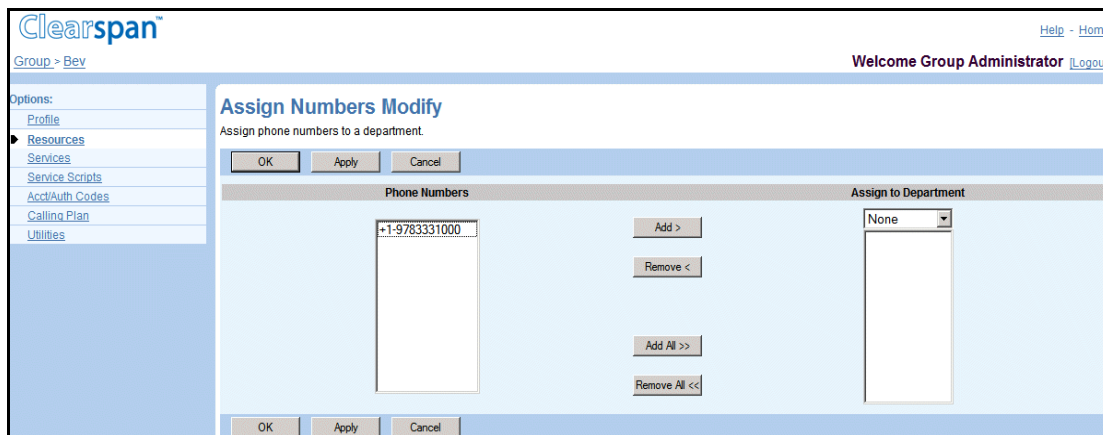 Clearspan™
Help - Hom
Group > Bev
Welcome Group Administrator [Logou
Options:
Profile
Resources
Services
Service Scripts
Acct/Auth Codes
Calling Plan
Utilities
Assign Numbers Modify
Assign phone numbers to a department.
OK Apply Cancel
Phone Numbers Assign to Department
+1-9783331000
Add >
None
Remove <
Add All >>
Remove All <<
OK Apply Cancel